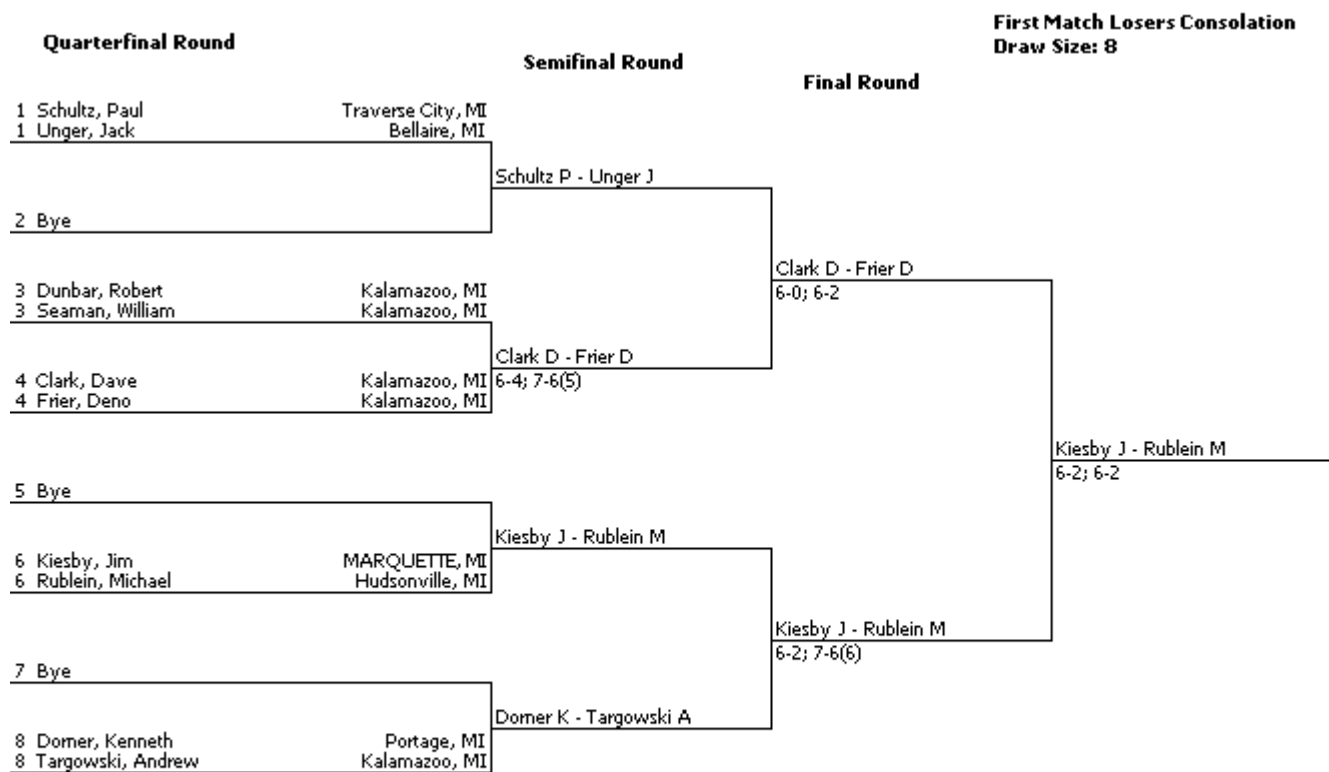 First Match Losers Consolation
Draw Size: 8
Quarterfinal Round
Semifinal Round
Final Round
1 Schultz, Paul Traverse City, MI
1 Unger, Jack Bellaire, MI
Schultz P - Unger J
2 Bye
Clark D - Frier D
6-0; 6-2
3 Dunbar, Robert Kalamazoo, MI
3 Seaman, William Kalamazoo, MI
Clark D - Frier D
6-4; 7-6(5)
4 Clark, Dave Kalamazoo, MI
4 Frier, Deno Kalamazoo, MI
Kiesby J - Rublein M
6-2; 6-2
5 Bye
Kiesby J - Rublein M
6 Kiesby, Jim MARQUETTE, MI
6 Rublein, Michael Hudsonville, MI
Kiesby J - Rublein M
6-2; 7-6(6)
7 Bye
Dorner K - Targowski A
8 Dorner, Kenneth Portage, MI
8 Targowski, Andrew Kalamazoo, MI